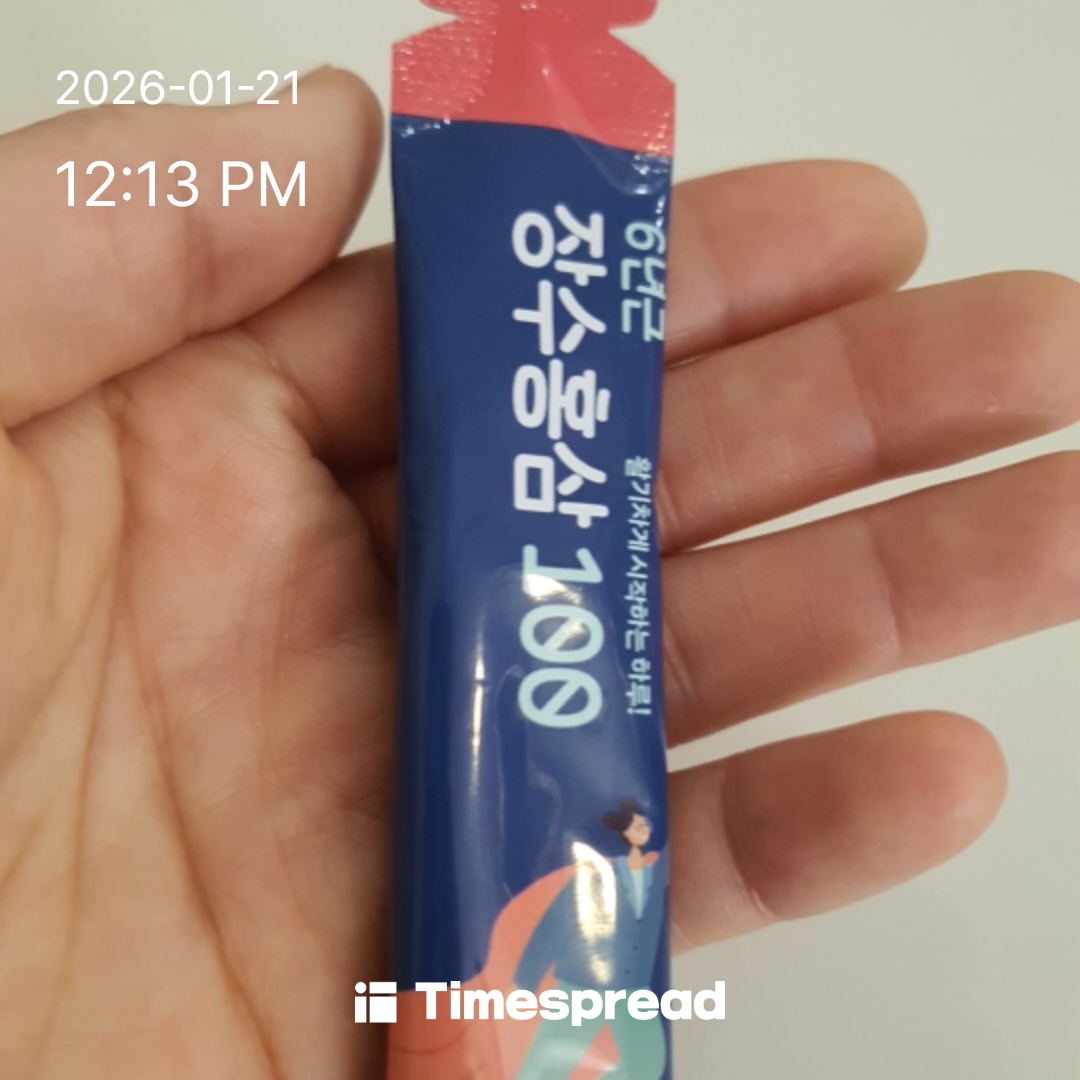 2026-01-21
12:13 PM
6년근
장수홍삼 100
활기차게 시작하는 하루!
Timespread